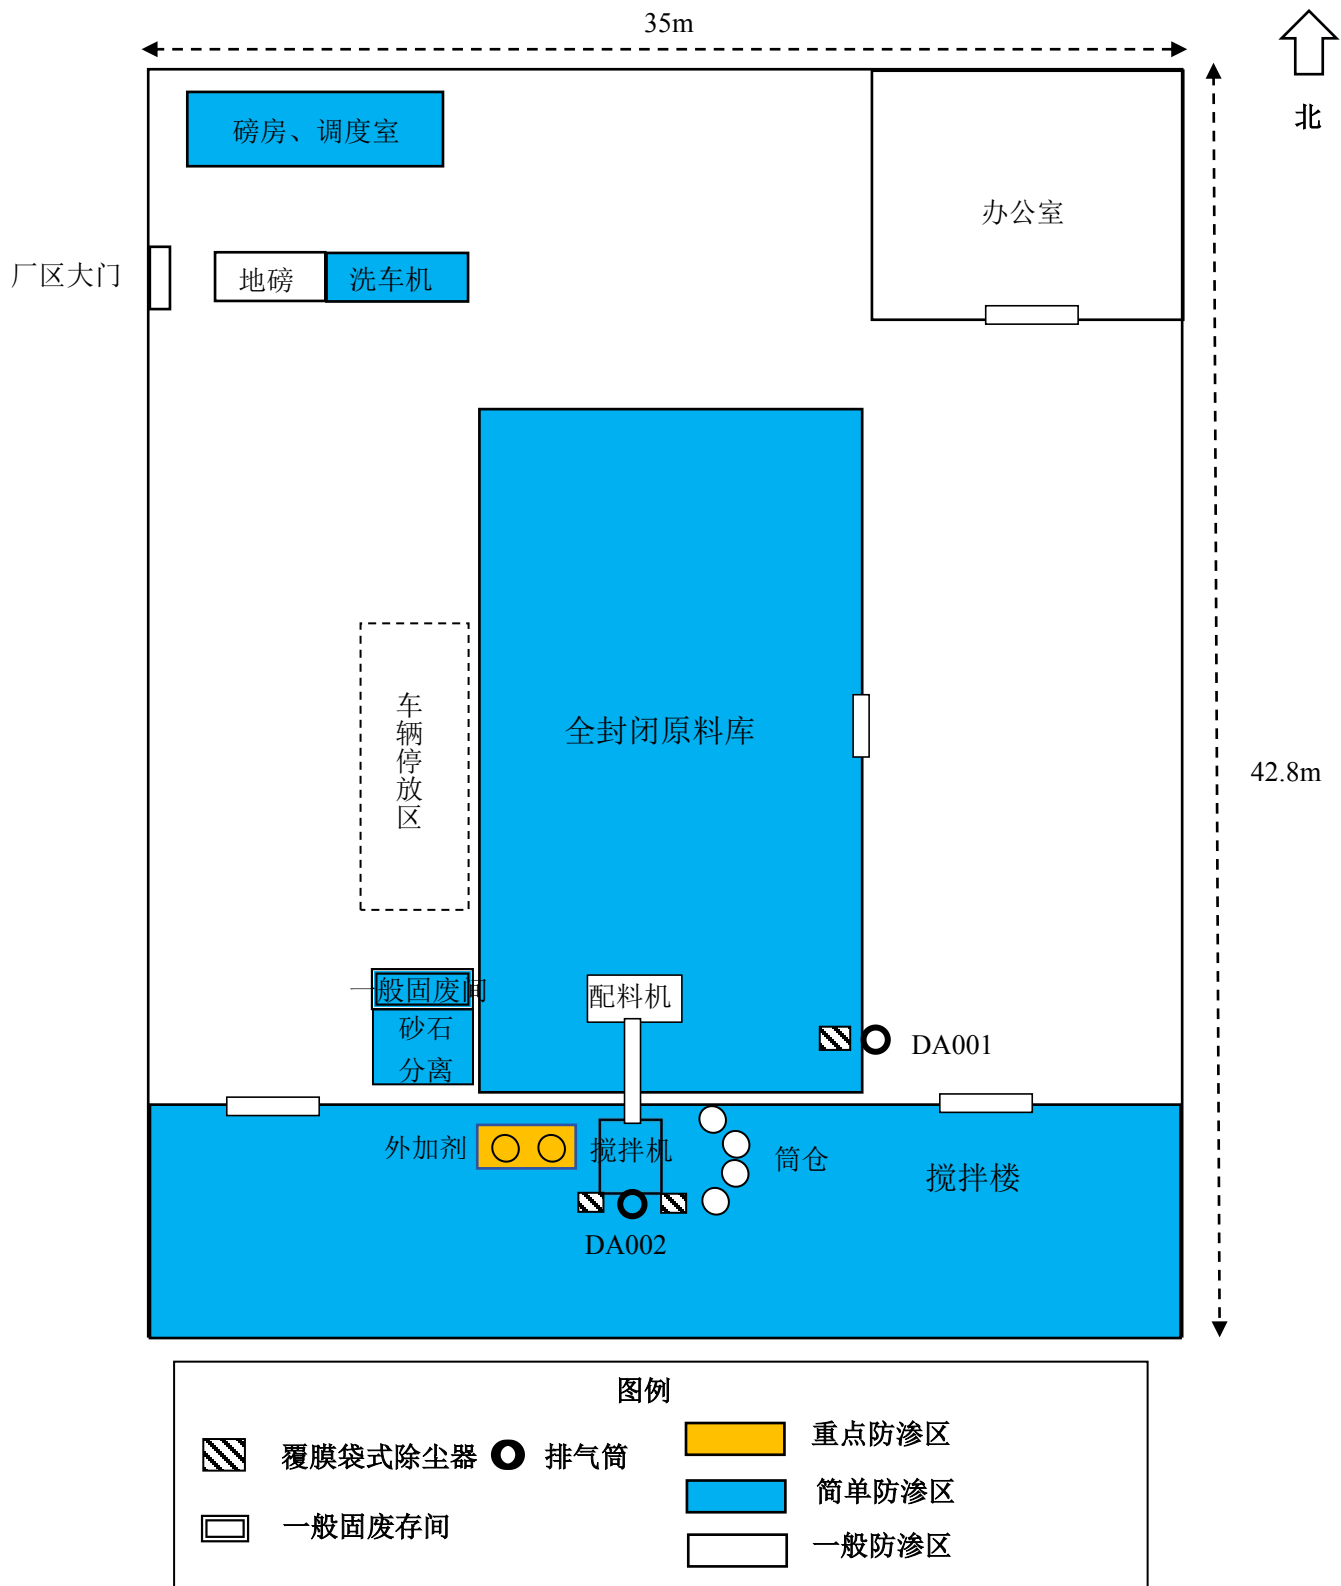 35m
北
磅房、调度室
办公室
厂区大门
地磅
洗车机
车辆停放区
全封闭原料库
42.8m
一般固废间
配料机
砂石
分离
DA001
外加剂
搅拌机
筒仓
搅拌楼
DA002
图例
覆膜袋式除尘器
排气筒
重点防渗区
简单防渗区
一般固废存间
一般防渗区